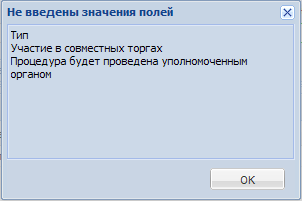 Не введены значения полей
Тип
Участие в совместных торгах
Процедура будет проведена уполномоченным
органом
OK